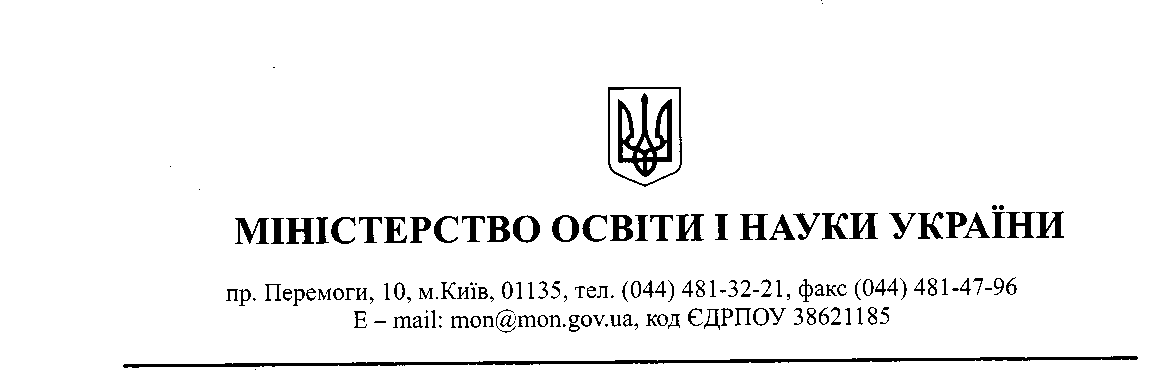 МІНІСТЕРСТВО ОСВІТИ І НАУКИ УКРАЇНИ
пр. Перемоги, 10, м.Київ, 01135, тел. (044) 481-32-21, факс (044) 481-47-96
E – mail: mon@mon.gov.ua, код ЄДРПОУ 38621185